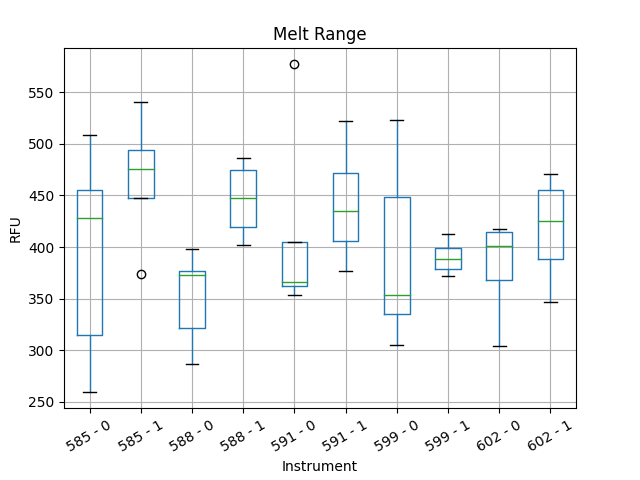 Melt Range
RFU
550
500
450
400
350
300
250
585 - 0
585 - 1
588 - 0
588 - 1
591 - 0
591 - 1
599 - 0
599 - 1
602 - 0
602 - 1
Instrument